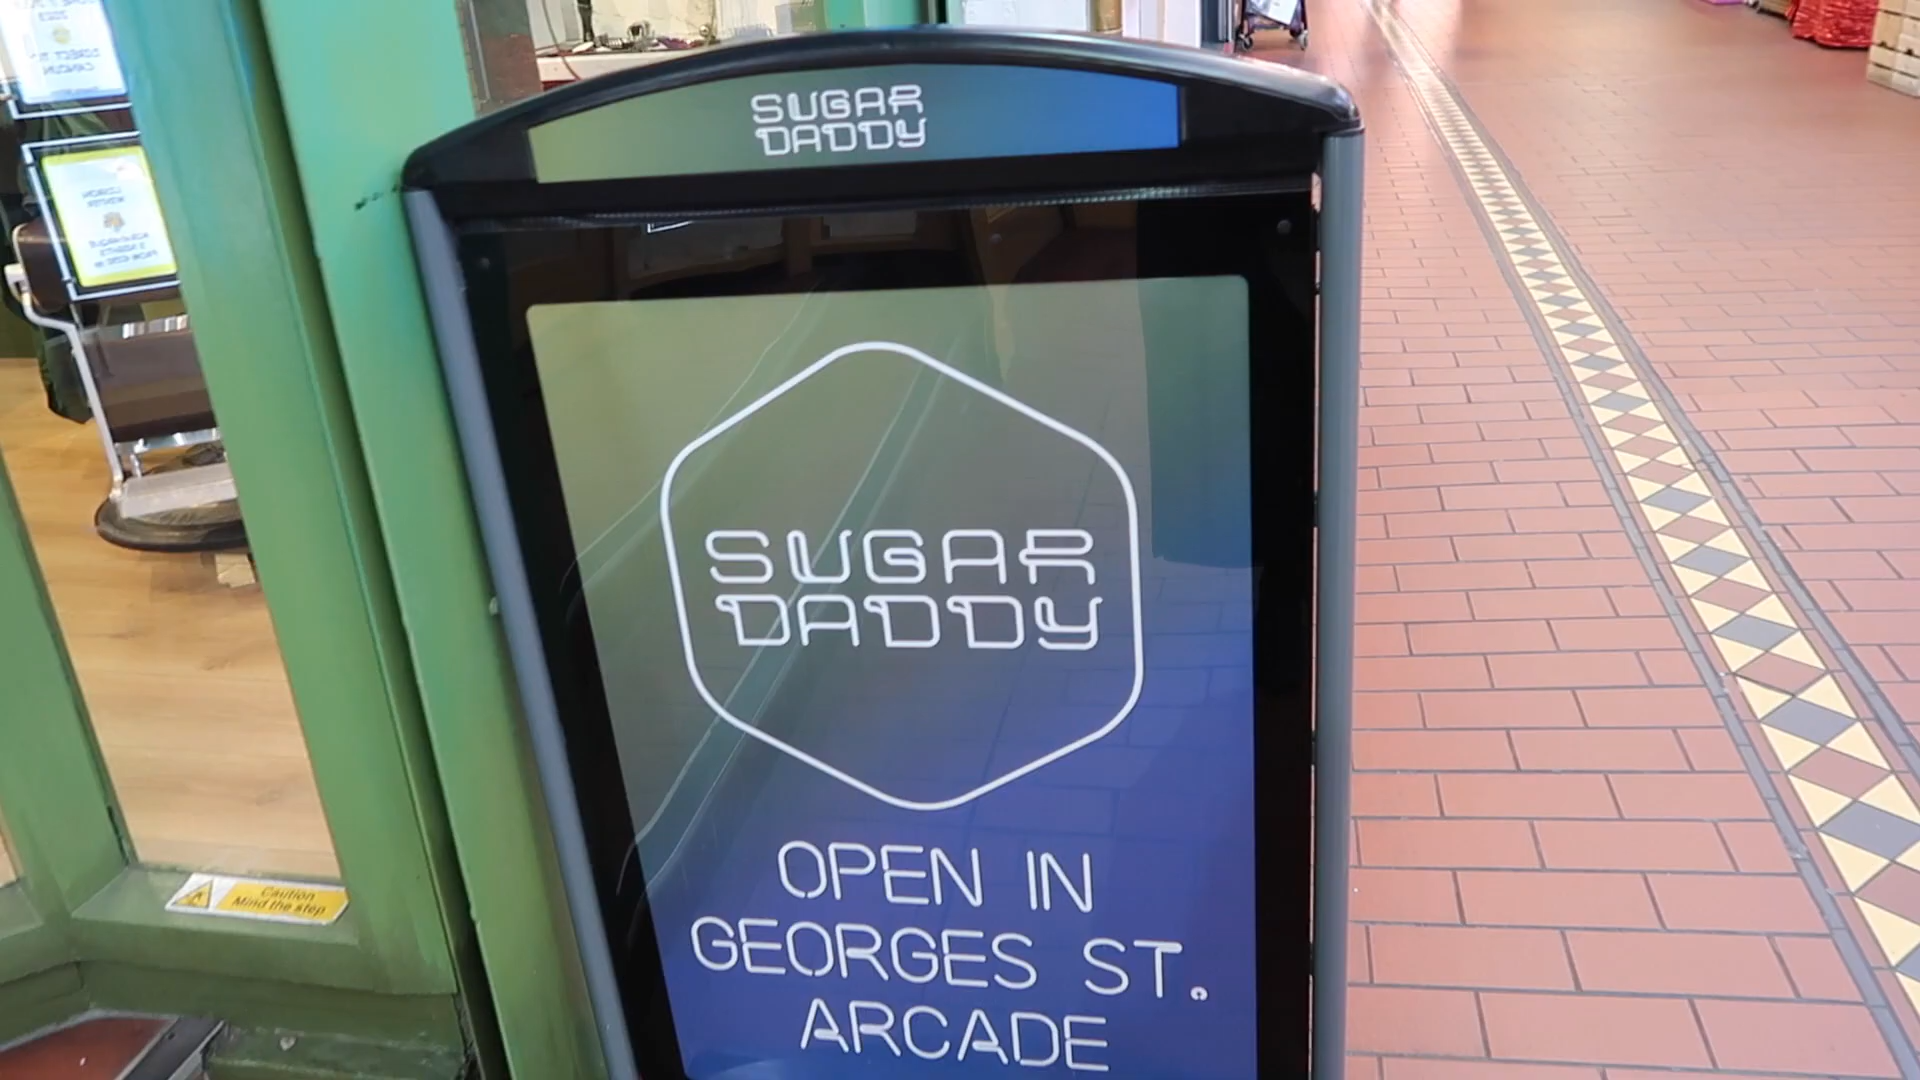 SUGAR
DADDY
SUGAR
DADDY
OPEN IN
GEORGES ST.
ARCADE
Caution
Mind the step